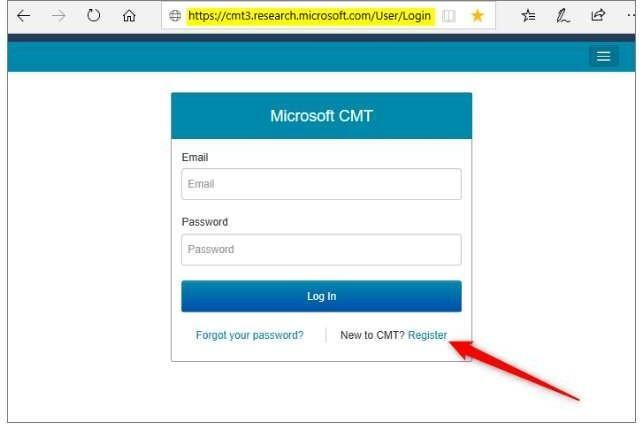 https://cmt3.research.microsoft.com/User/Login
Microsoft CMT
Email
Email
Password
Password
Log In
Forgot your password? New to CMT? Register